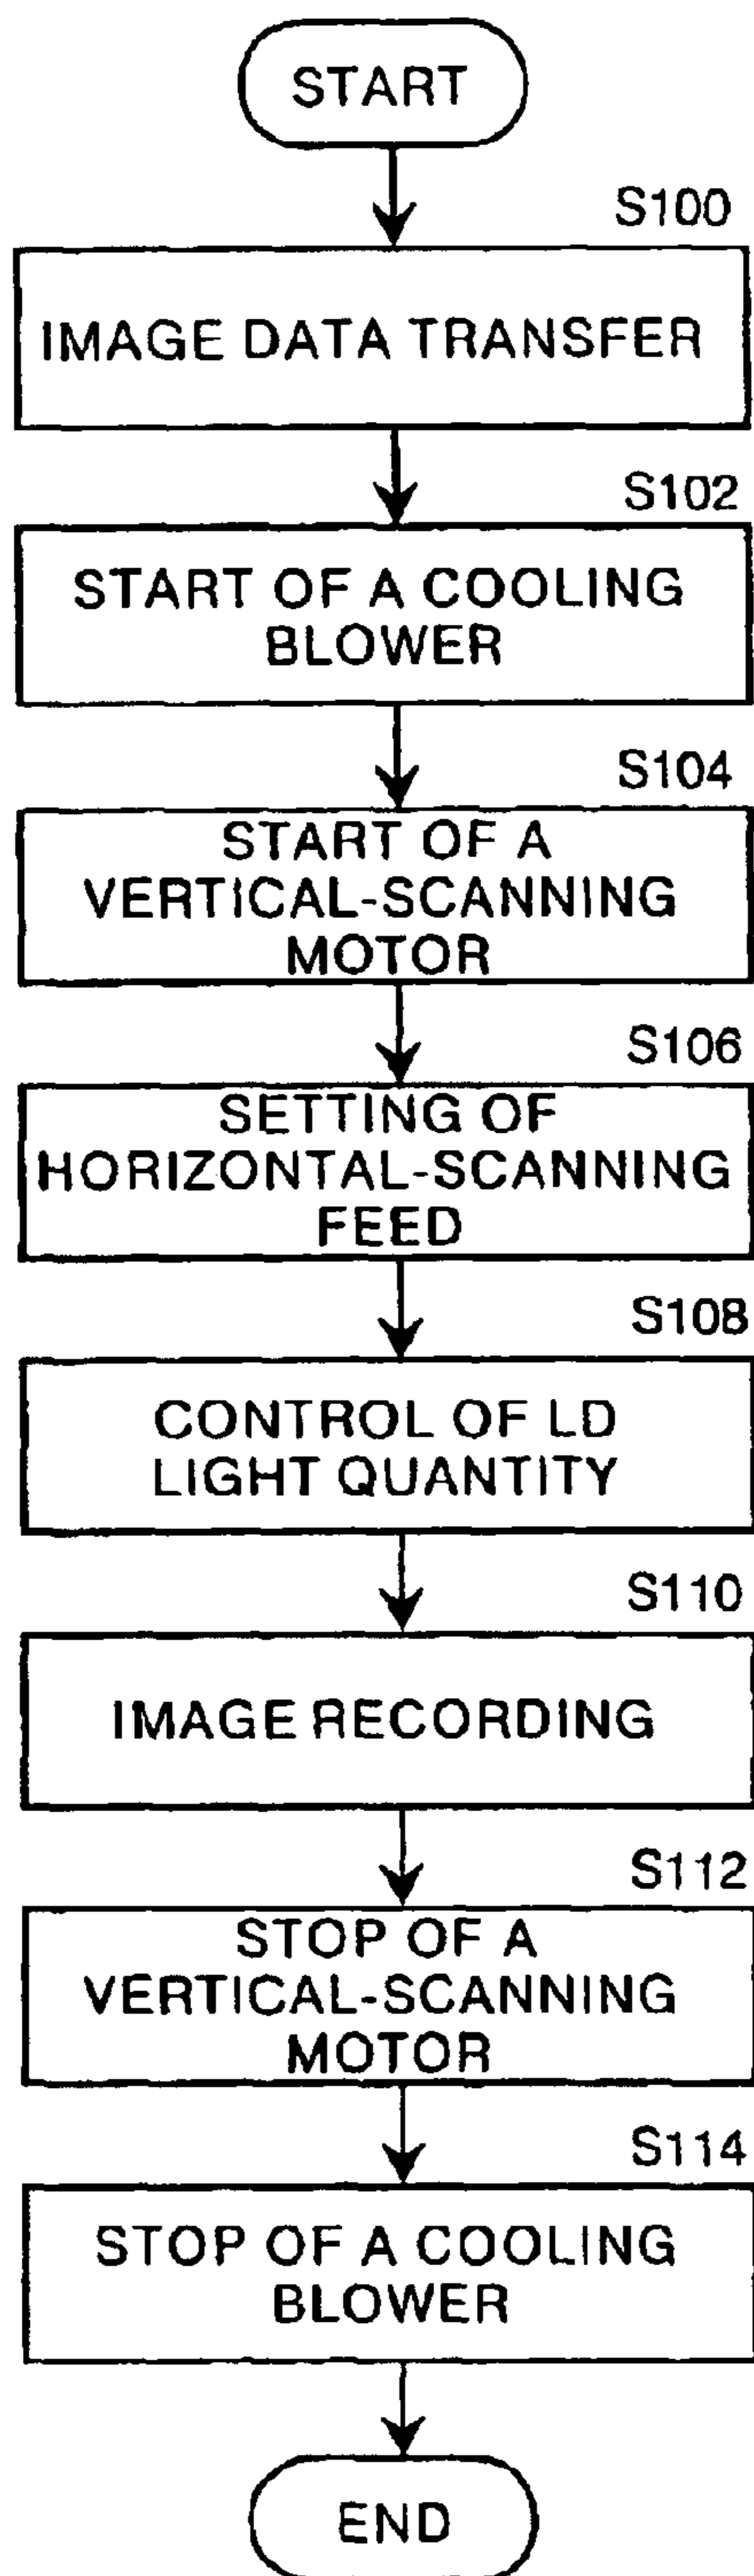 START
S100
IMAGE DATA TRANSFER
S102
START OF A COOLING
BLOWER
S104
START OF A
VERTICAL-SCANNING
MOTOR
S106
SETTING OF
HORIZONTAL-SCANNING
FEED
S108
CONTROL OF LD
LIGHT QUANTITY
S110
IMAGE RECORDING
S112
STOP OF A
VERTICAL-SCANNING
MOTOR
S114
STOP OF A COOLING
BLOWER
END